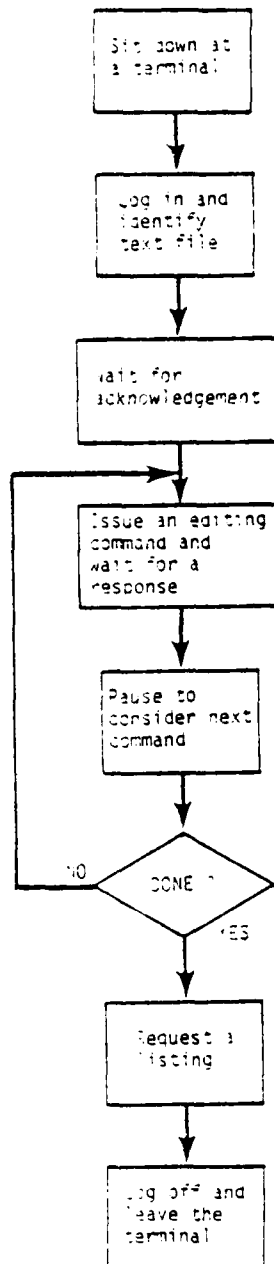 Sit down at
a terminal
Log in and
identify
text file
Wait for
acknowledgement
Issue an editing
command and
wait for a
response
Pause to
consider next
command
NO
DONE ?
YES
Request a
listing
Log off and
leave the
terminal